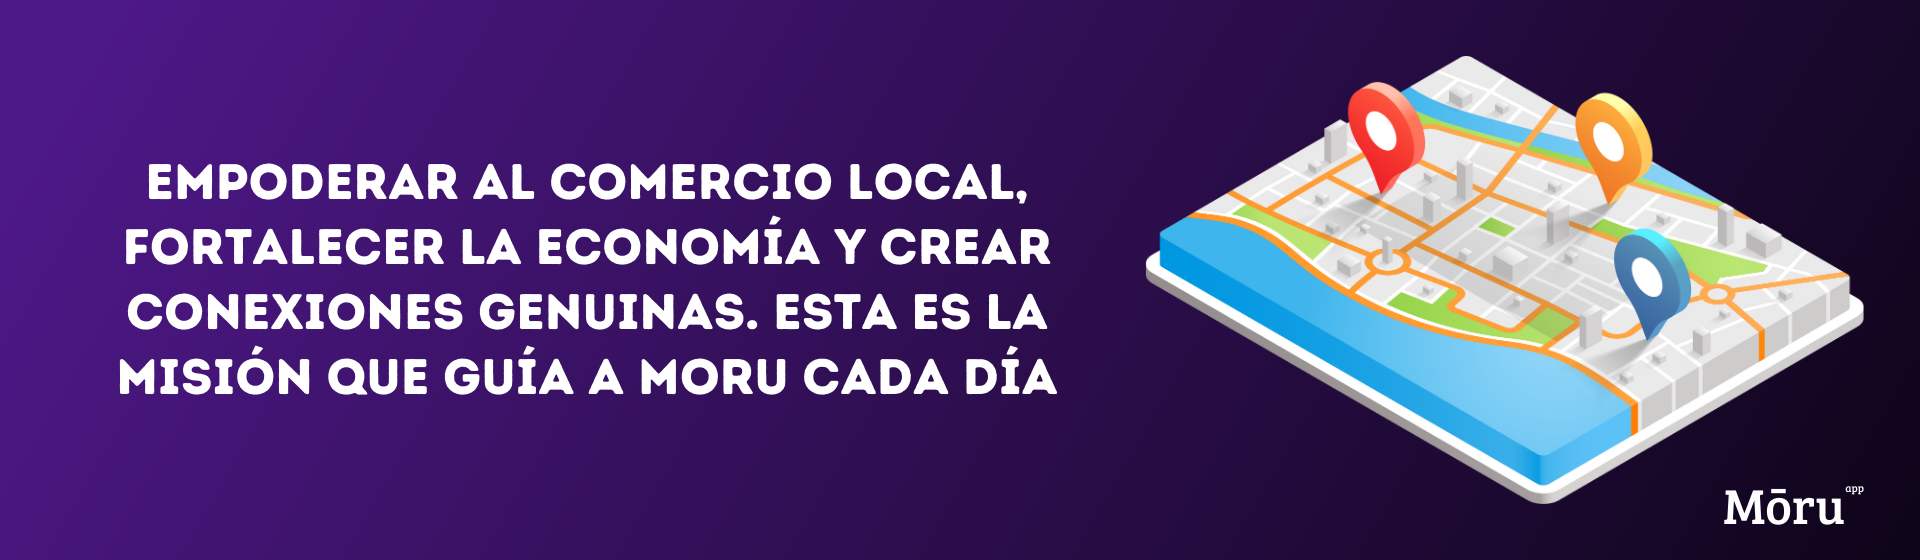 EMPODERAR AL COMERCIO LOCAL,
FORTALECER LA ECONOMÍA Y CREAR
CONEXIONES GENUINAS. ESTA ES LA
MISIÓN QUE GUÍA A MORU CADA DÍA
Mōru app